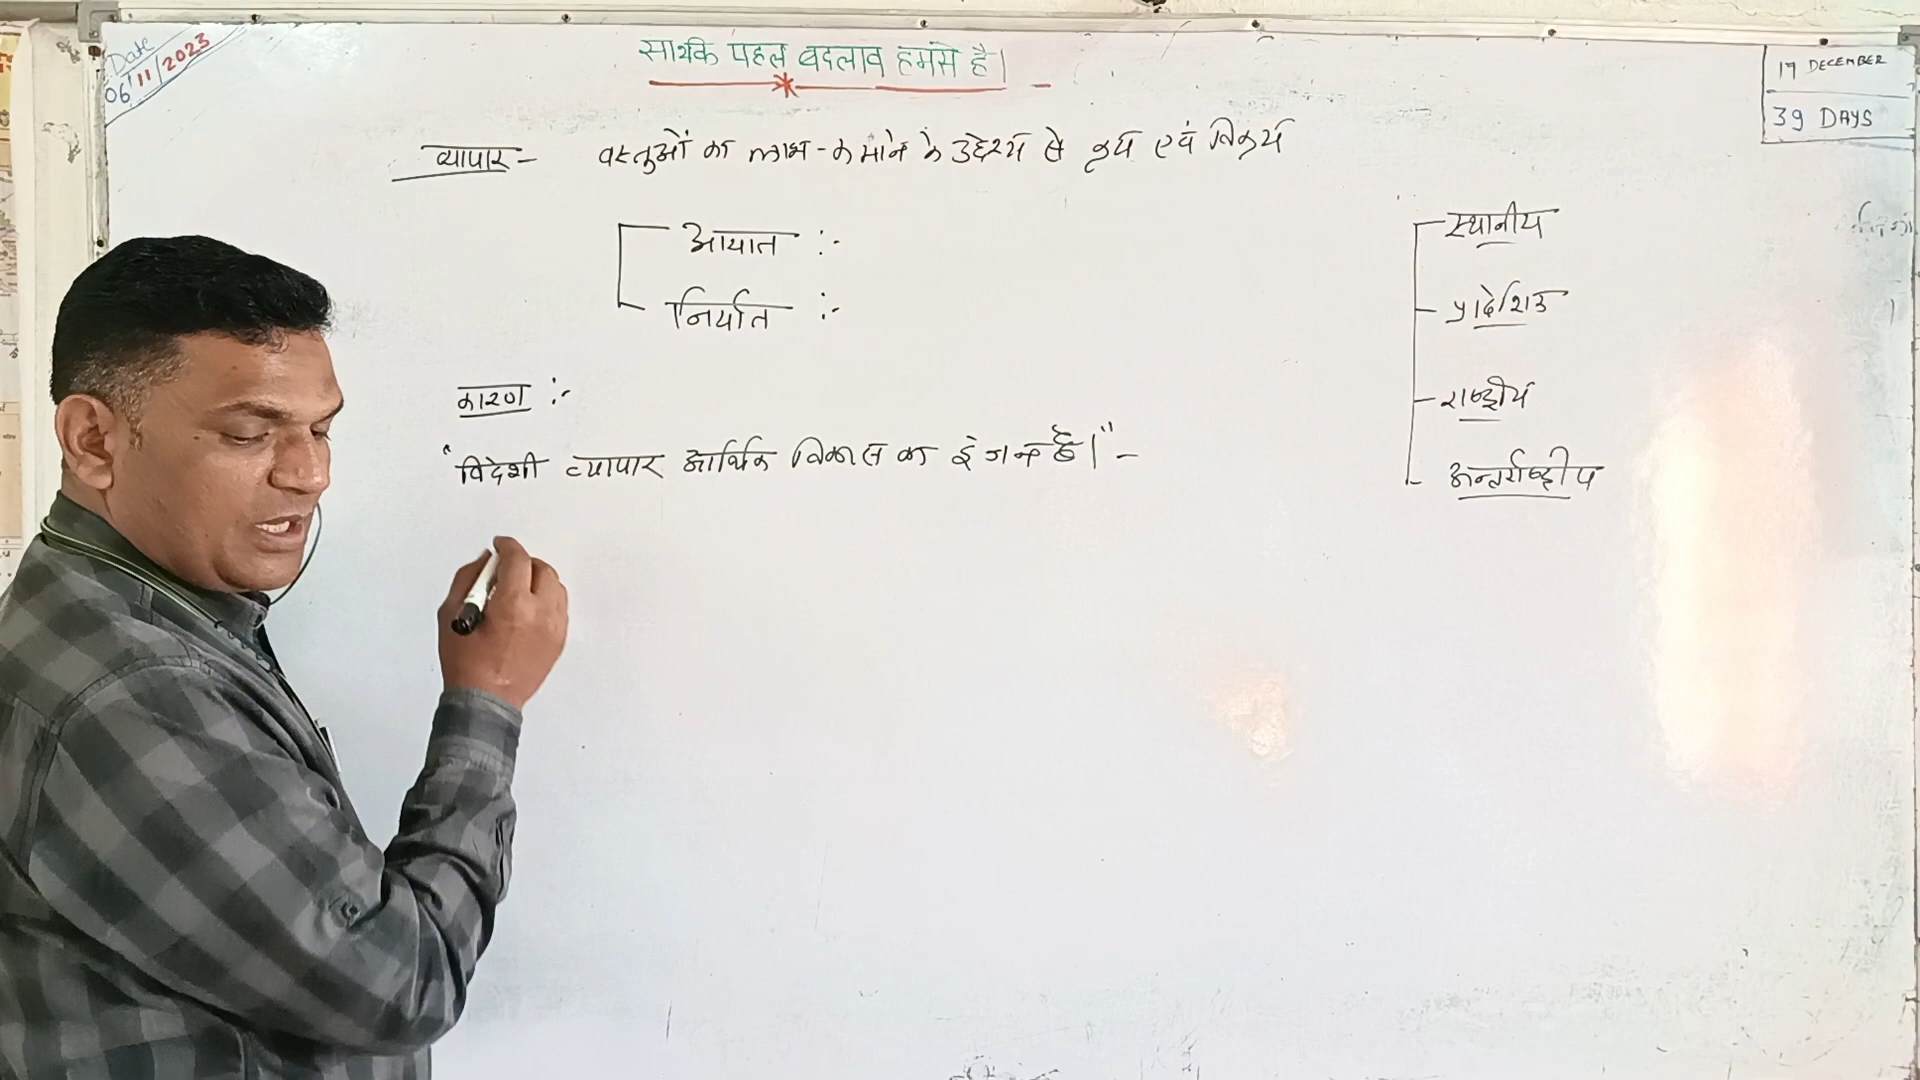 Date
06/11/2023
सार्थक पहल बदलाव हमसे है।
17 DECEMBER
39 DAYS
व्यापार - वस्तुओं का लाभ-कमाने के उद्देश्य से क्रय एवं विक्रय
आयात :-
निर्यात :-
स्थानीय
प्रादेशिक
राष्ट्रीय
अन्तर्राष्ट्रीय
कारण :-
"विदेशी व्यापार आर्थिक विकास का इंजन है।" -